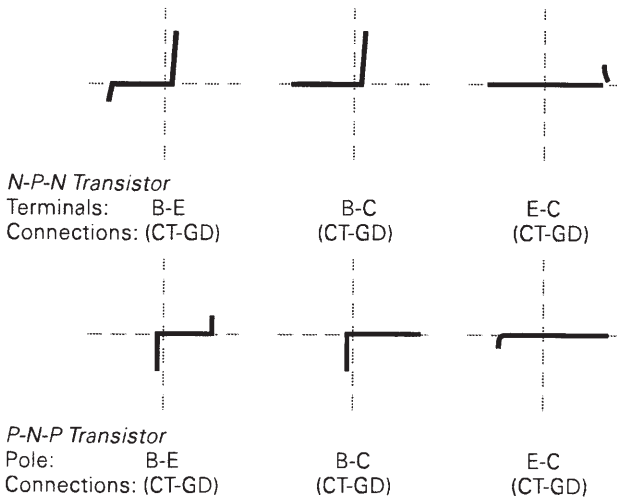 N-P-N Transistor
Terminals: B-E B-C E-C
Connections: (CT-GD) (CT-GD) (CT-GD)
P-N-P Transistor
Pole: B-E B-C E-C
Connections: (CT-GD) (CT-GD) (CT-GD)